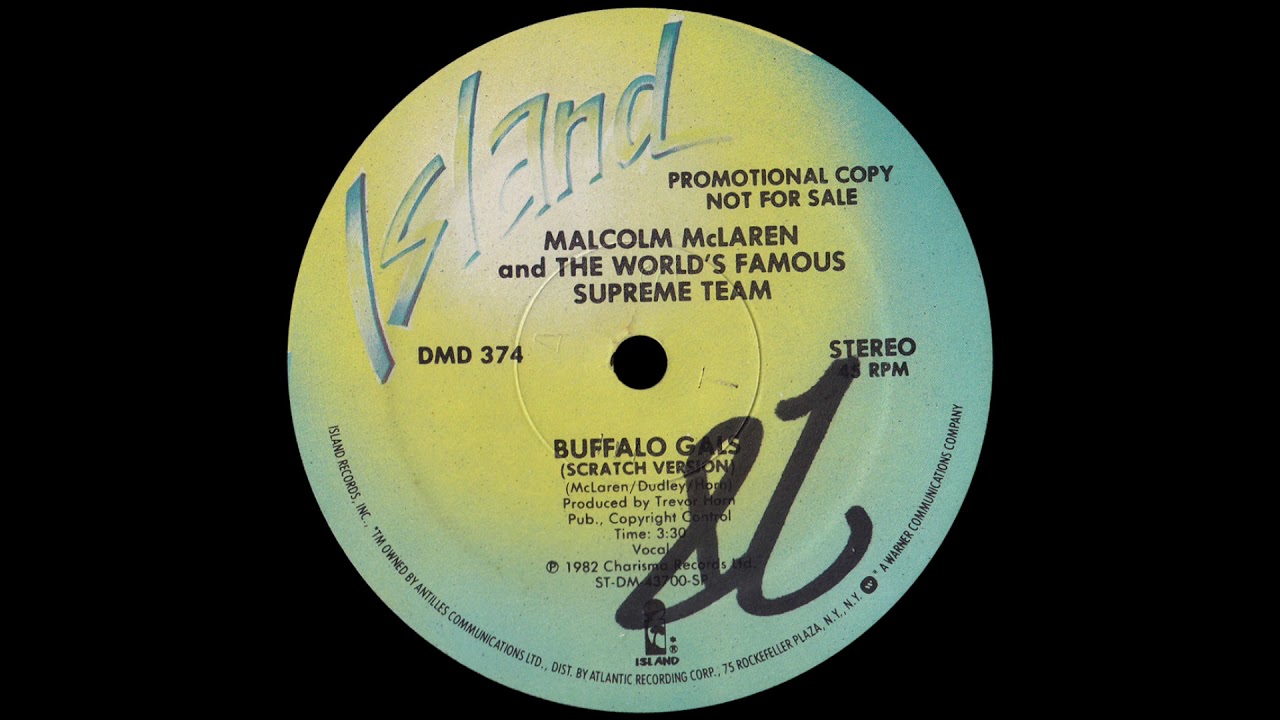 Island
PROMOTIONAL COPY
NOT FOR SALE
MALCOLM McLAREN
and THE WORLD'S FAMOUS
SUPREME TEAM
DMD 374
STEREO
45 RPM
BUFFALO GALS
(SCRATCH VERSION)
(McLaren/Dudley/Horn)
Produced by Trevor Horn
Pub., Copyright Control
Time: 3:30
Vocal
℗ 1982 Charisma Records Ltd.
ST-DM-43700-SP
ISLAND
®
ISLAND RECORDS, INC., *TM OWNED BY ANTILLES COMMUNICATIONS LTD., DIST. BY ATLANTIC RECORDING CORP., 75 ROCKEFELLER PLAZA, N.Y., N.Y. * A WARNER COMMUNICATIONS COMPANY